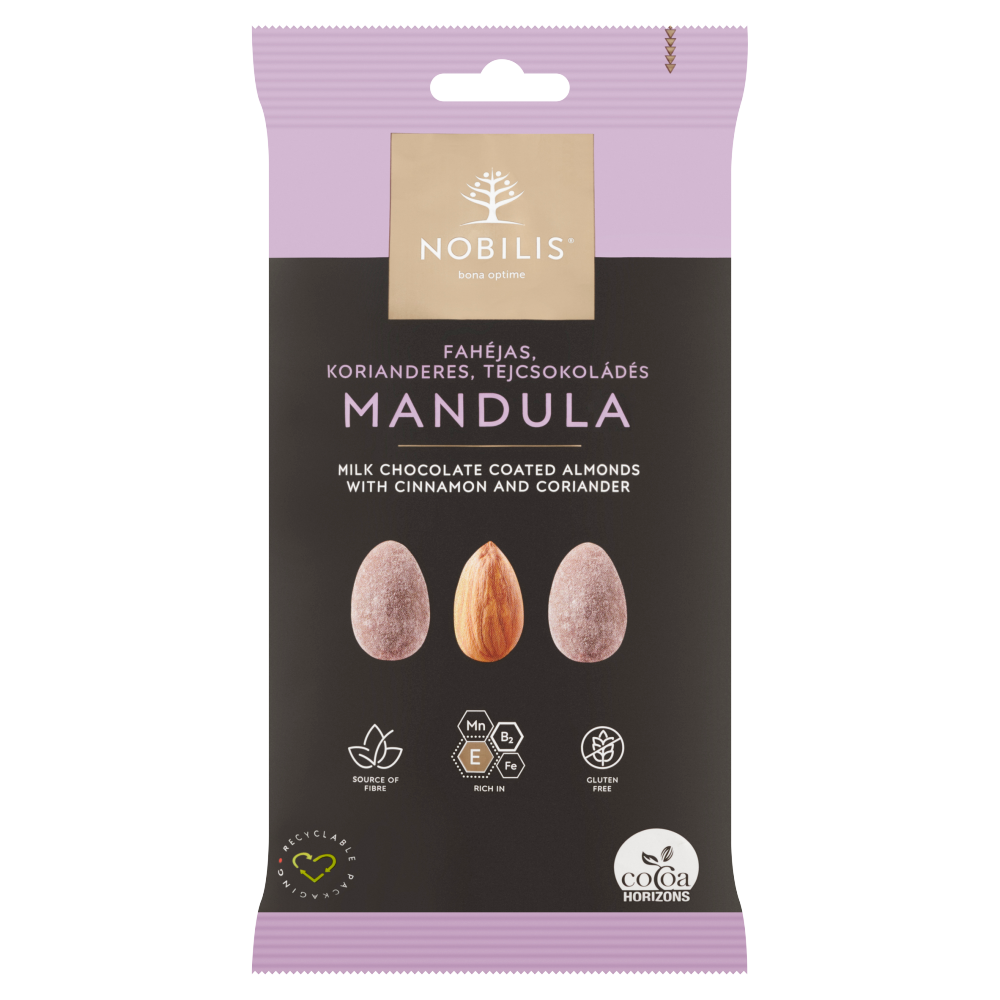 NOBILIS®
bona optime
FAHÉJAS,
KORIANDERES, TEJCSOKOLÁDÉS
MANDULA
MILK CHOCOLATE COATED ALMONDS
WITH CINNAMON AND CORIANDER
Mn
B₂
E
Fe
SOURCE OF
FIBRE
RICH IN
GLUTEN
FREE
RECYCLABLE PACKAGING
cocoa
HORIZONS